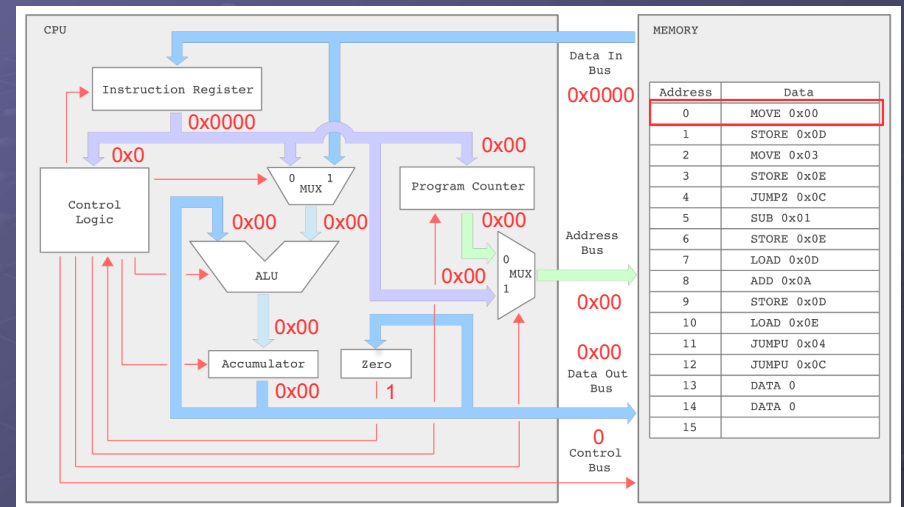 CPU
Instruction Register
0x0000
0x0
Control
Logic
0 1
MUX
0x00
0x00
ALU
0x00
Accumulator
0x00
Zero
1
0x00
Program Counter
0x00
0x00
0
MUX
1
Data In
Bus
0x0000
Address
Bus
0x00
0x00
Data Out
Bus
0
Control
Bus
MEMORY
Address Data
0 MOVE 0x00
1 STORE 0x0D
2 MOVE 0x03
3 STORE 0x0E
4 JUMPZ 0x0C
5 SUB 0x01
6 STORE 0x0E
7 LOAD 0x0D
8 ADD 0x0A
9 STORE 0x0D
10 LOAD 0x0E
11 JUMPU 0x04
12 JUMPU 0x0C
13 DATA 0
14 DATA 0
15